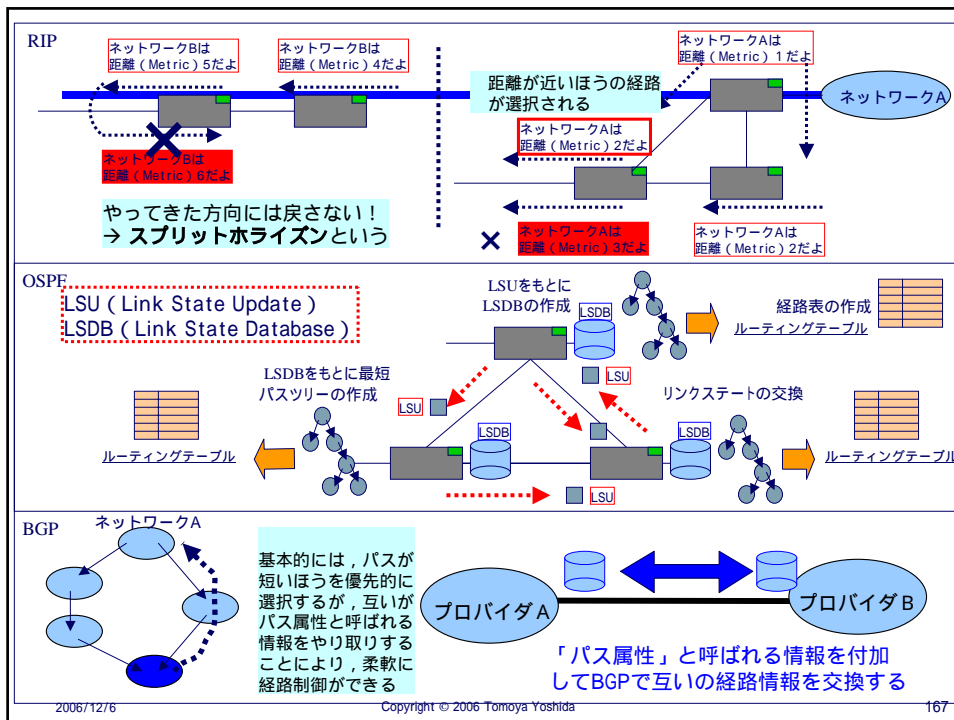 RIP
ネットワークBは
距離(Metric)5だよ
ネットワークBは
距離(Metric)4だよ
ネットワークBは
距離(Metric)6だよ
やってきた方向には戻さない!
→ スプリットホライズンという
距離が近いほうの経路
が選択される
ネットワークAは
距離(Metric)1だよ
ネットワークA
ネットワークAは
距離(Metric)2だよ
ネットワークAは
距離(Metric)3だよ
ネットワークAは
距離(Metric)2だよ
OSPF
LSU(Link State Update)
LSDB(Link State Database)
LSUをもとに
LSDBの作成
LSDB
経路表の作成
ルーティングテーブル
LSDBをもとに最短
パスツリーの作成
LSU
LSU
リンクステートの交換
ルーティングテーブル
LSDB
LSDB
ルーティングテーブル
LSU
BGP
ネットワークA
基本的には,パスが
短いほうを優先的に
選択するが,互いが
パス属性と呼ばれる
情報をやり取りする
ことにより,柔軟に
経路制御ができる
プロバイダA
プロバイダB
「パス属性」と呼ばれる情報を付加
してBGPで互いの経路情報を交換する
2006/12/6
Copyright © 2006 Tomoya Yoshida
167